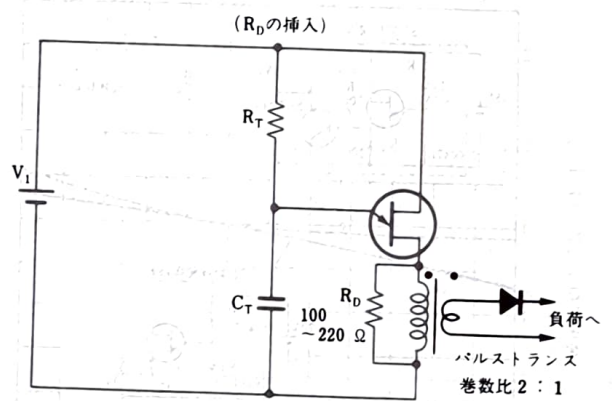 (R_Dの挿入)
R_T
V_1
C_T
R_D
100
～220 Ω
負荷へ
パルストランス
巻数比2：1